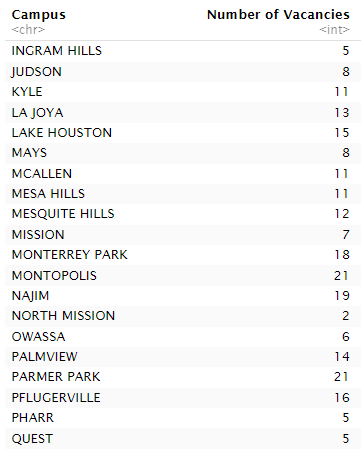 Campus Number of Vacancies
<chr> <int>
INGRAM HILLS 5
JUDSON 8
KYLE 11
LA JOYA 13
LAKE HOUSTON 15
MAYS 8
MCALLEN 11
MESA HILLS 11
MESQUITE HILLS 12
MISSION 7
MONTERREY PARK 18
MONTOPOLIS 21
NAJIM 19
NORTH MISSION 2
OWASSA 6
PALMVIEW 14
PARMER PARK 21
PFLUGERVILLE 16
PHARR 5
QUEST 5